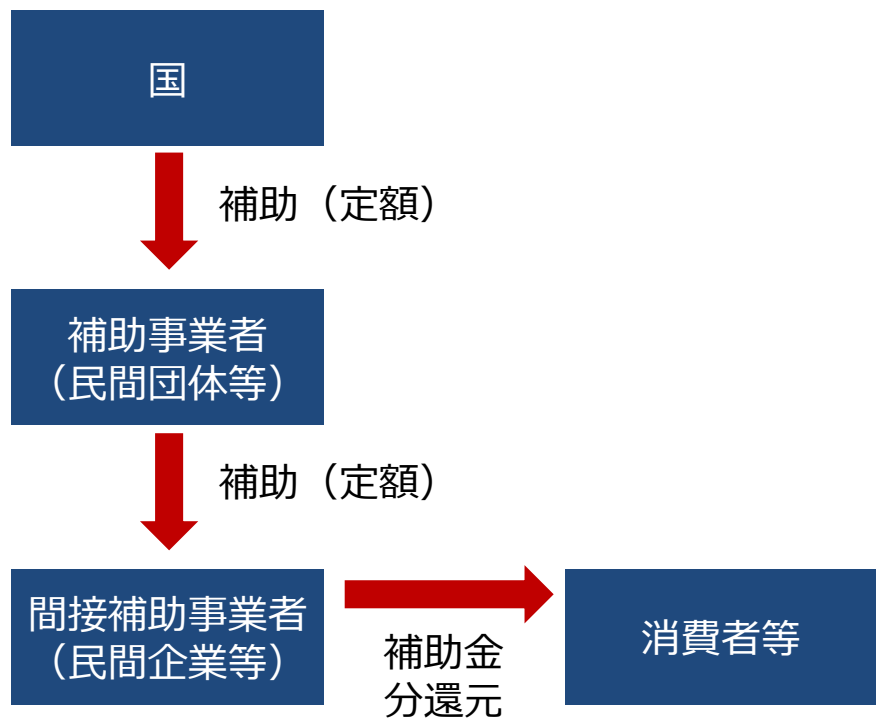 国
補助（定額）
補助事業者
（民間団体等）
補助（定額）
間接補助事業者
（民間企業等）
補助金
分還元
消費者等